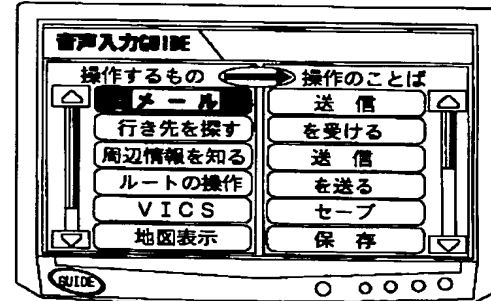 音声入力GUIDE
操作するもの 操作のことば
メール 送信
行き先を探す を受ける
周辺情報を知る 送信
ルートの操作 を送る
VICS セーブ
地図表示 保存
GUIDE